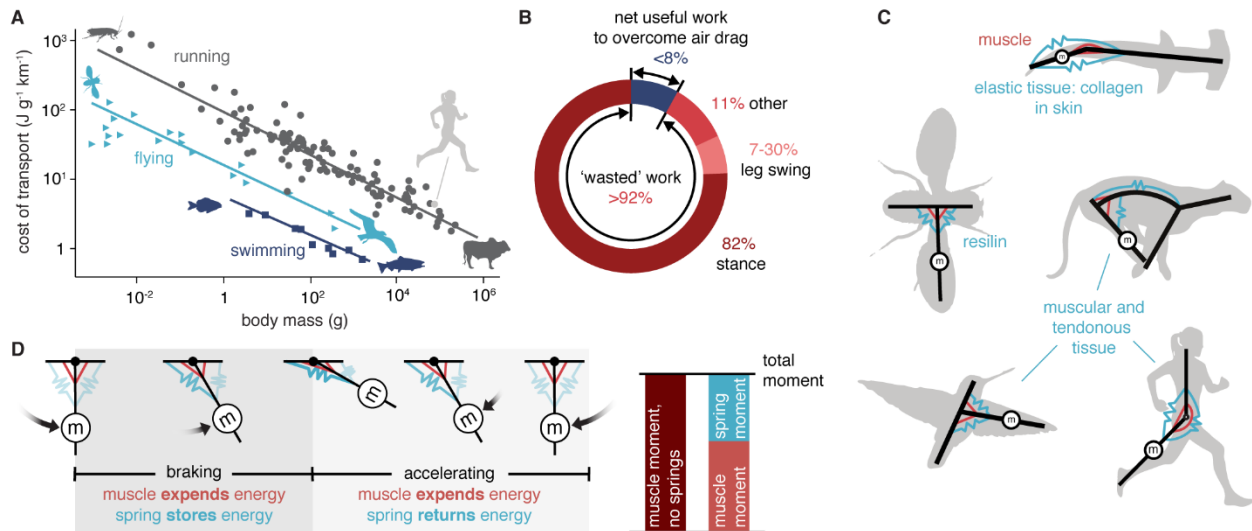 A
cost of transport (J g⁻¹ km⁻¹)
10³
10²
10¹
1
running
flying
swimming
10⁻²
1
10²
10⁴
10⁶
body mass (g)
B
net useful work
to overcome air drag
<8%
11% other
7-30%
leg swing
'wasted' work
>92%
82%
stance
C
muscle
m
elastic tissue: collagen
in skin
resilin
m
m
muscular and
tendonous
tissue
m
m
D
m
m
m
m
m
braking
accelerating
muscle expends energy
spring stores energy
muscle expends energy
spring returns energy
total
moment
muscle moment,
no springs
spring
moment
muscle
moment